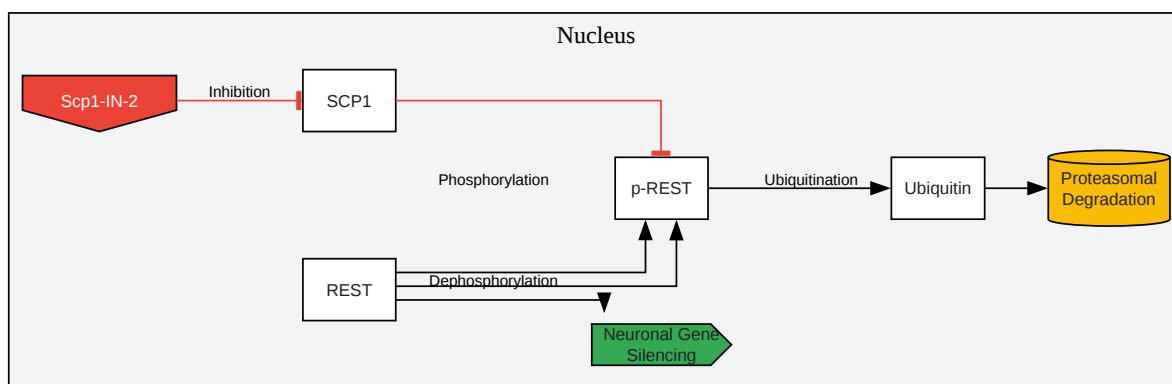 Nucleus
Scp1-IN-2
Inhibition
SCP1
Phosphorylation
p-REST
Ubiquitination
Ubiquitin
Proteasomal
Degradation
REST
Dephosphorylation
Neuronal Gene
Silencing